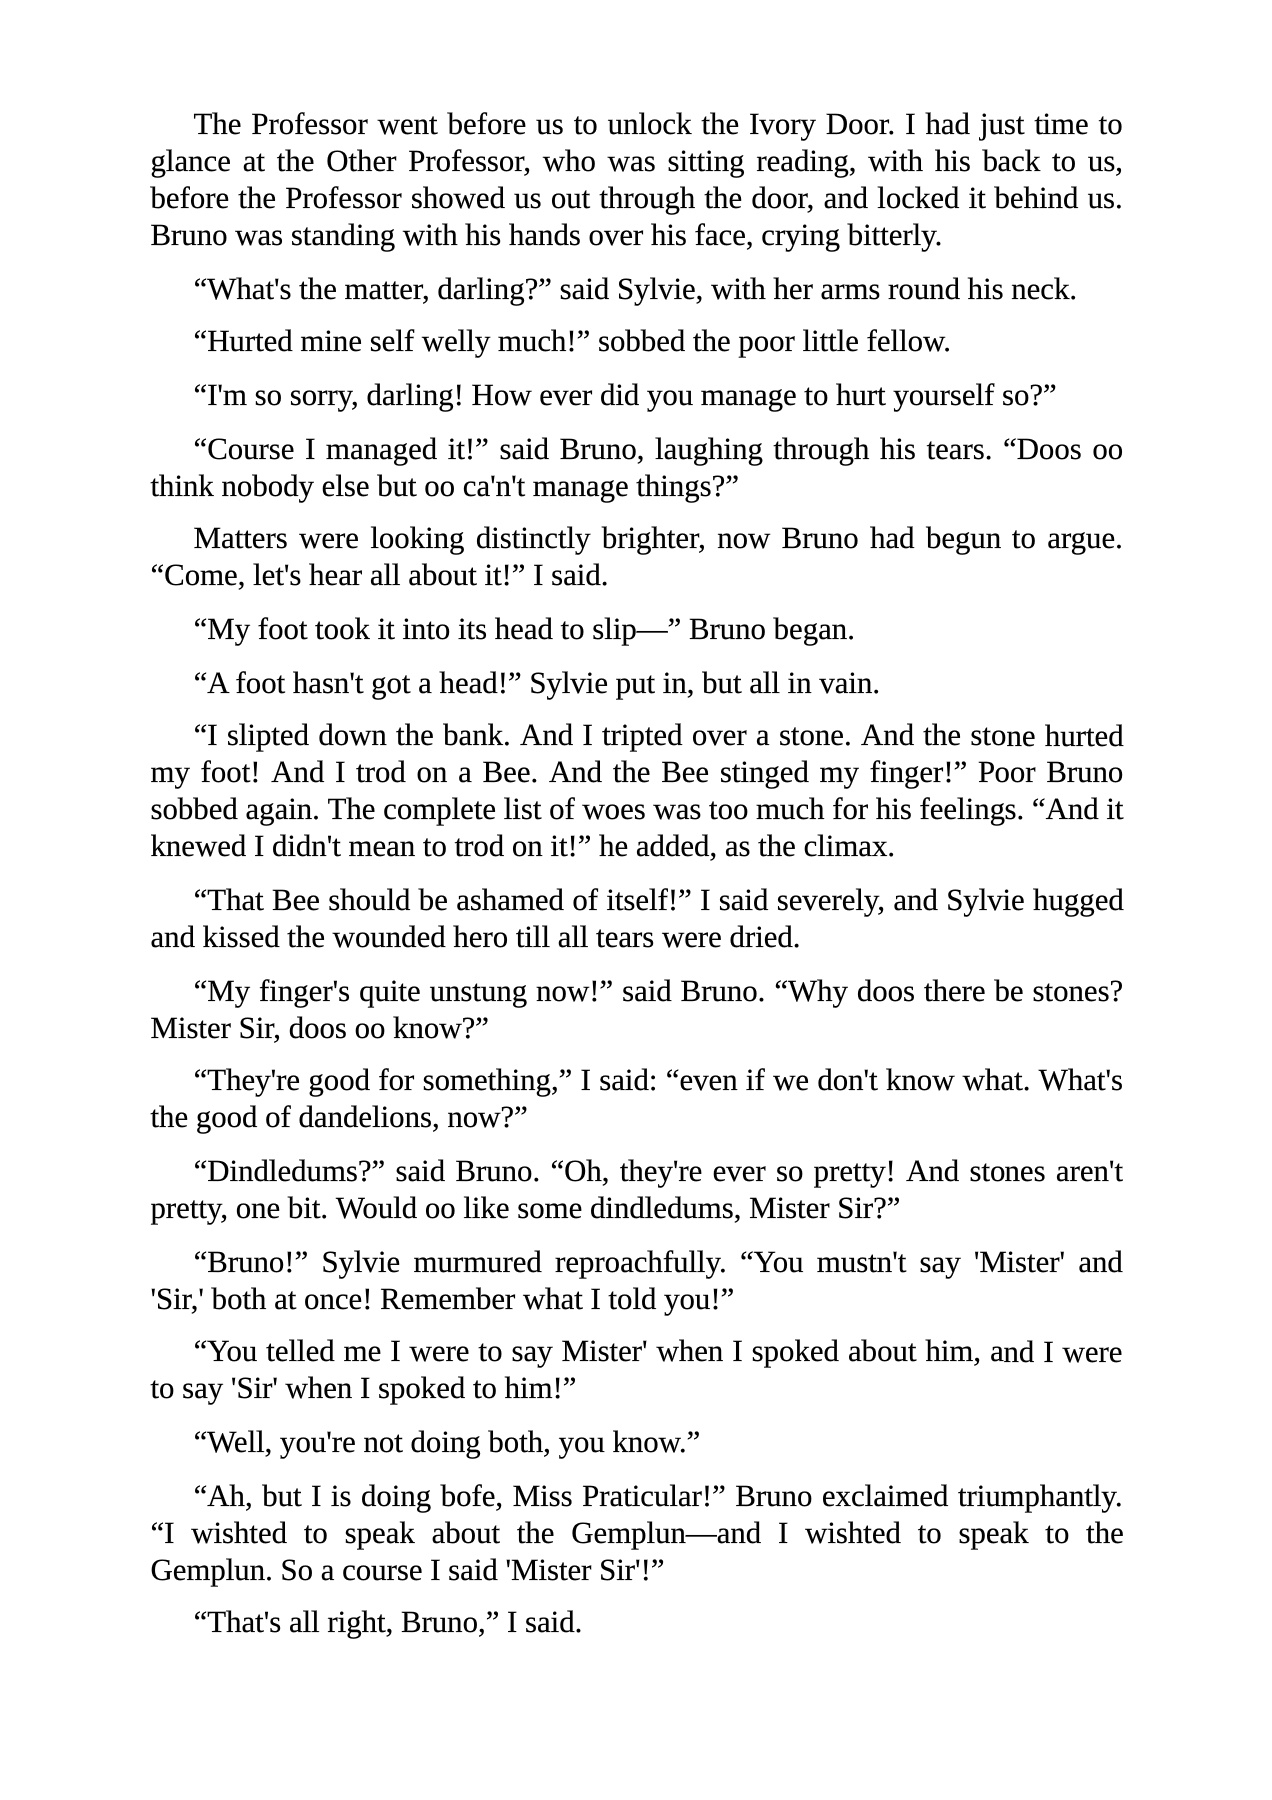 The Professor went before us to unlock the Ivory Door. I had just time to
glance at the Other Professor, who was sitting reading, with his back to us,
before the Professor showed us out through the door, and locked it behind us.
Bruno was standing with his hands over his face, crying bitterly.
“What's the matter, darling?” said Sylvie, with her arms round his neck.
“Hurted mine self welly much!” sobbed the poor little fellow.
“I'm so sorry, darling! How ever did you manage to hurt yourself so?”
“Course I managed it!” said Bruno, laughing through his tears. “Doos oo
think nobody else but oo ca'n't manage things?”
Matters were looking distinctly brighter, now Bruno had begun to argue.
“Come, let's hear all about it!” I said.
“My foot took it into its head to slip—” Bruno began.
“A foot hasn't got a head!” Sylvie put in, but all in vain.
“I slipted down the bank. And I tripted over a stone. And the stone hurted
my foot! And I trod on a Bee. And the Bee stinged my finger!” Poor Bruno
sobbed again. The complete list of woes was too much for his feelings. “And it
knewed I didn't mean to trod on it!” he added, as the climax.
“That Bee should be ashamed of itself!” I said severely, and Sylvie hugged
and kissed the wounded hero till all tears were dried.
“My finger's quite unstung now!” said Bruno. “Why doos there be stones?
Mister Sir, doos oo know?”
“They're good for something,” I said: “even if we don't know what. What's
the good of dandelions, now?”
“Dindledums?” said Bruno. “Oh, they're ever so pretty! And stones aren't
pretty, one bit. Would oo like some dindledums, Mister Sir?”
“Bruno!” Sylvie murmured reproachfully. “You mustn't say 'Mister' and
'Sir,' both at once! Remember what I told you!”
“You telled me I were to say Mister' when I spoked about him, and I were
to say 'Sir' when I spoked to him!”
“Well, you're not doing both, you know.”
“Ah, but I is doing bofe, Miss Praticular!” Bruno exclaimed triumphantly.
“I wishted to speak about the Gemplun—and I wishted to speak to the
Gemplun. So a course I said 'Mister Sir'!”
“That's all right, Bruno,” I said.